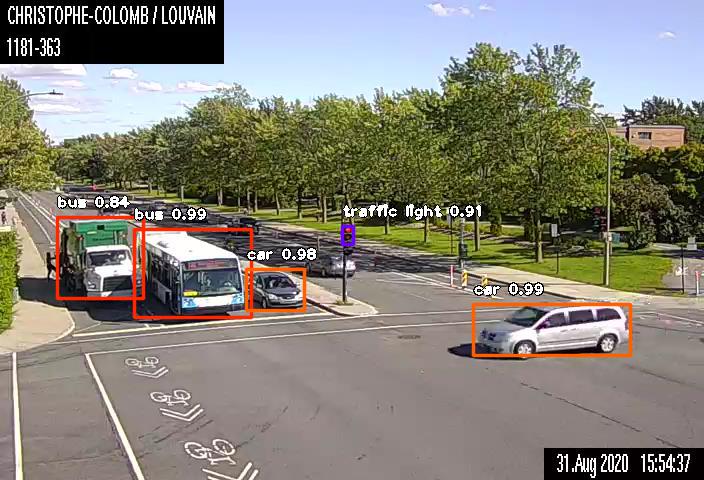 CHRISTOPHE-COLOMB / LOUVAIN
1181-363
bus 0.84
bus 0.99
traffic light 0.91
car 0.98
car 0.99
31.Aug 2020 15:54:37